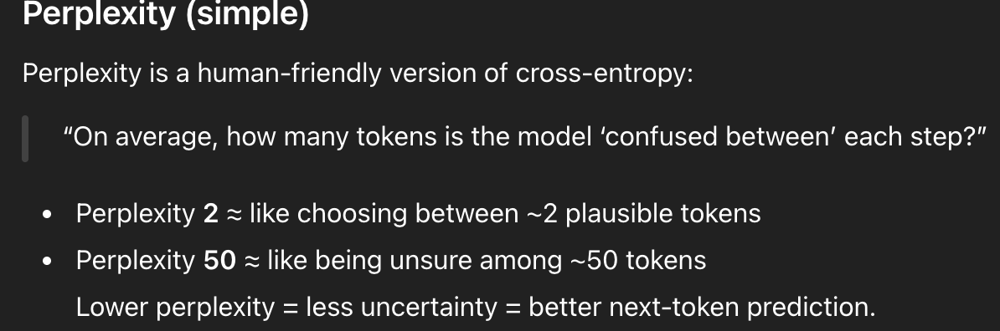 Perplexity (simple)
Perplexity is a human-friendly version of cross-entropy:
“On average, how many tokens is the model ‘confused between’ each step?”
• Perplexity 2 ≈ like choosing between ~2 plausible tokens
• Perplexity 50 ≈ like being unsure among ~50 tokens
Lower perplexity = less uncertainty = better next-token prediction.